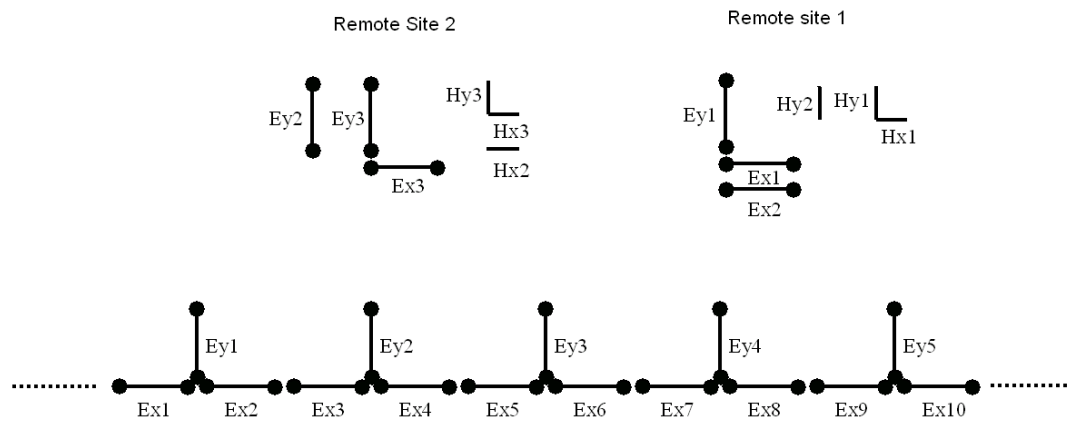 Remote Site 2
Remote site 1
Ey2
Ey3
Ex3
Hy3
Hx3
Hx2
Ey1
Ex1
Ex2
Hy2
Hy1
Hx1
Ey1
Ey2
Ey3
Ey4
Ey5
Ex1
Ex2
Ex3
Ex4
Ex5
Ex6
Ex7
Ex8
Ex9
Ex10